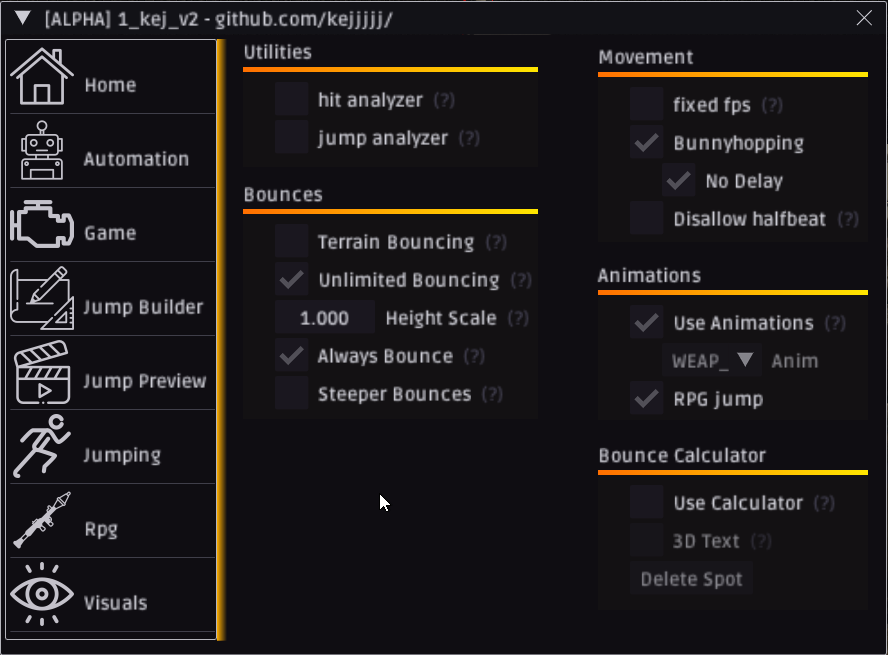 [ALPHA] 1_kej_v2 - github.com/kejjjjj/
Home
Automation
Game
Jump Builder
Jump Preview
Jumping
Rpg
Visuals
Utilities
hit analyzer (?)
jump analyzer (?)
Bounces
Terrain Bouncing (?)
Unlimited Bouncing (?)
1.000 Height Scale (?)
Always Bounce (?)
Steeper Bounces (?)
Movement
fixed fps (?)
Bunnyhopping
No Delay
Disallow halfbeat (?)
Animations
Use Animations (?)
WEAP_ Anim
RPG jump
Bounce Calculator
Use Calculator (?)
3D Text (?)
Delete Spot